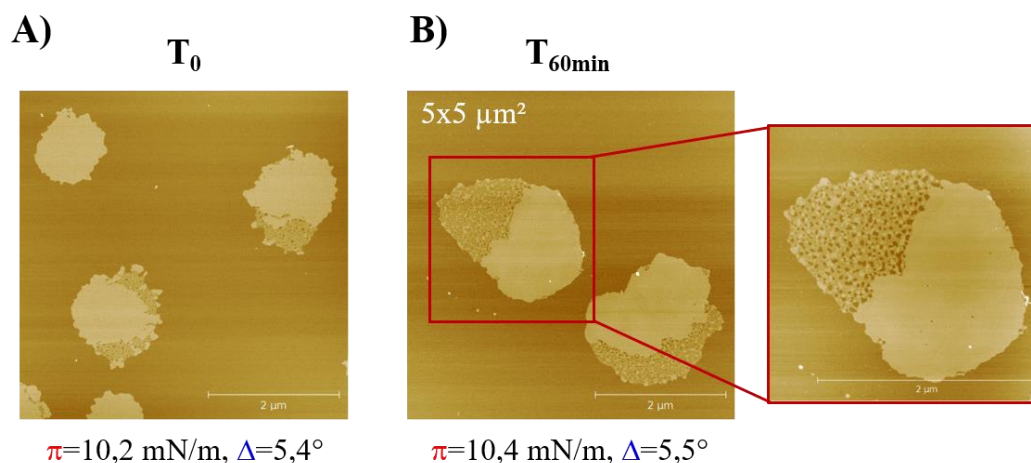 A)
T0
B)
T60min
5x5 µm²
2 µm
2 µm
2 µm
π=10,2 mN/m, Δ=5,4°
π=10,4 mN/m, Δ=5,5°